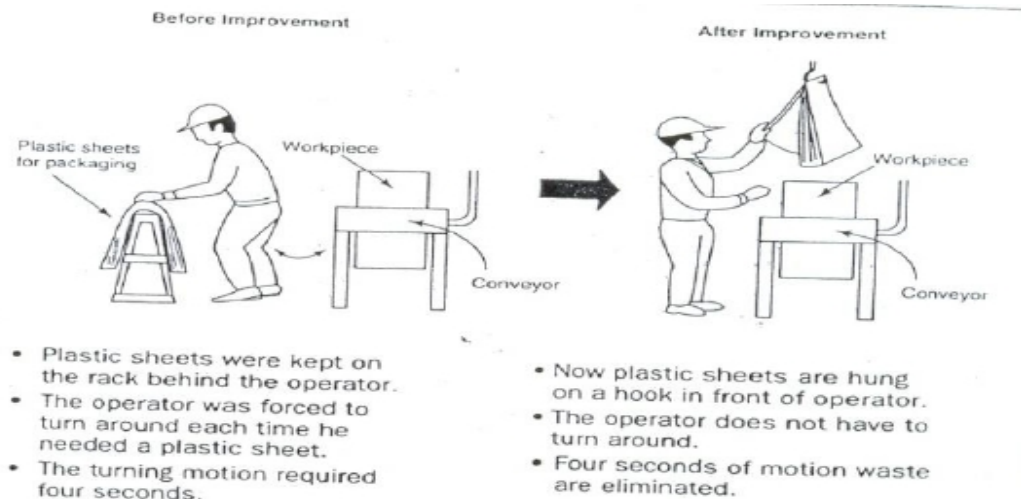 Before Improvement
Plastic sheets
for packaging
Workpiece
Conveyor
• Plastic sheets were kept on
the rack behind the operator.
• The operator was forced to
turn around each time he
needed a plastic sheet.
• The turning motion required
four seconds.
After Improvement
Workpiece
Conveyor
• Now plastic sheets are hung
on a hook in front of operator.
• The operator does not have to
turn around.
• Four seconds of motion waste
are eliminated.